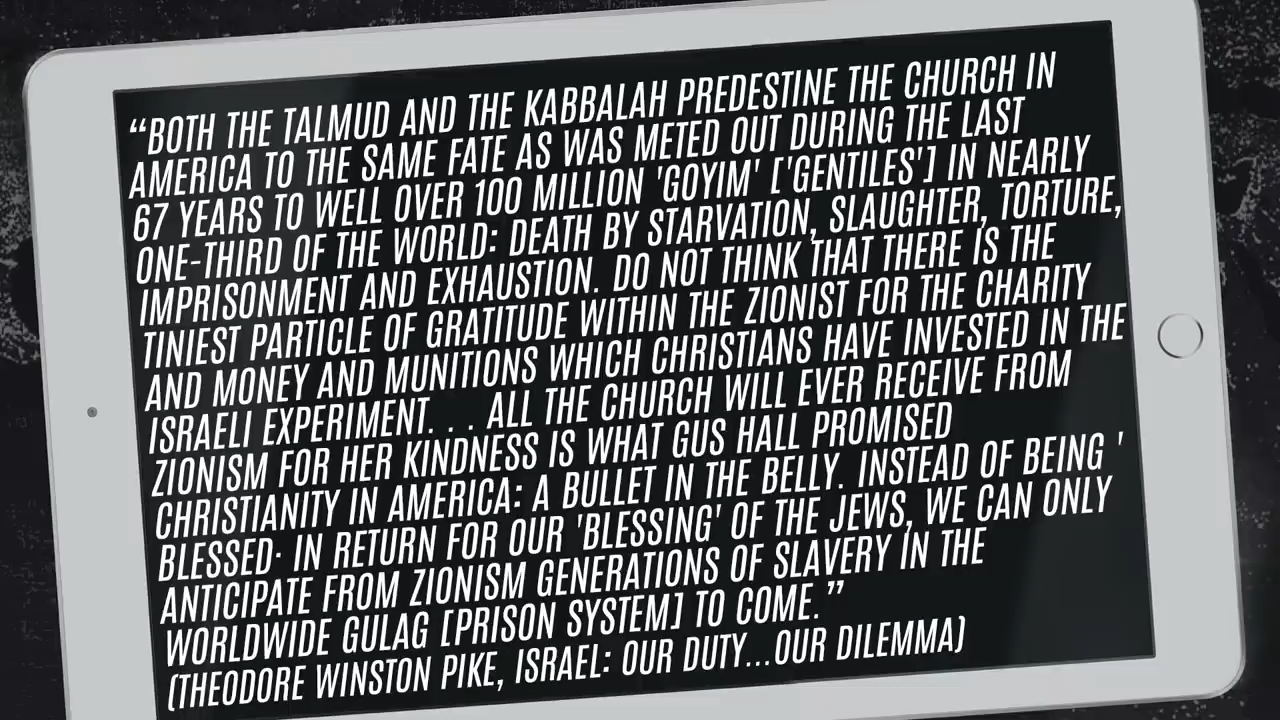 “BOTH THE TALMUD AND THE KABBALAH PREDESTINE THE CHURCH IN
AMERICA TO THE SAME FATE AS WAS METED OUT DURING THE LAST
67 YEARS TO WELL OVER 100 MILLION 'GOYIM' ['GENTILES'] IN NEARLY
ONE-THIRD OF THE WORLD: DEATH BY STARVATION, SLAUGHTER, TORTURE,
IMPRISONMENT AND EXHAUSTION. DO NOT THINK THAT THERE IS THE
TINIEST PARTICLE OF GRATITUDE WITHIN THE ZIONIST FOR THE CHARITY
AND MONEY AND MUNITIONS WHICH CHRISTIANS HAVE INVESTED IN THE
ISRAELI EXPERIMENT. . . ALL THE CHURCH WILL EVER RECEIVE FROM
ZIONISM FOR HER KINDNESS IS WHAT GUS HALL PROMISED
CHRISTIANITY IN AMERICA: A BULLET IN THE BELLY. INSTEAD OF BEING '
BLESSED· IN RETURN FOR OUR 'BLESSING' OF THE JEWS, WE CAN ONLY
ANTICIPATE FROM ZIONISM GENERATIONS OF SLAVERY IN THE
WORLDWIDE GULAG [PRISON SYSTEM] TO COME.”
(THEODORE WINSTON PIKE, ISRAEL: OUR DUTY...OUR DILEMMA)